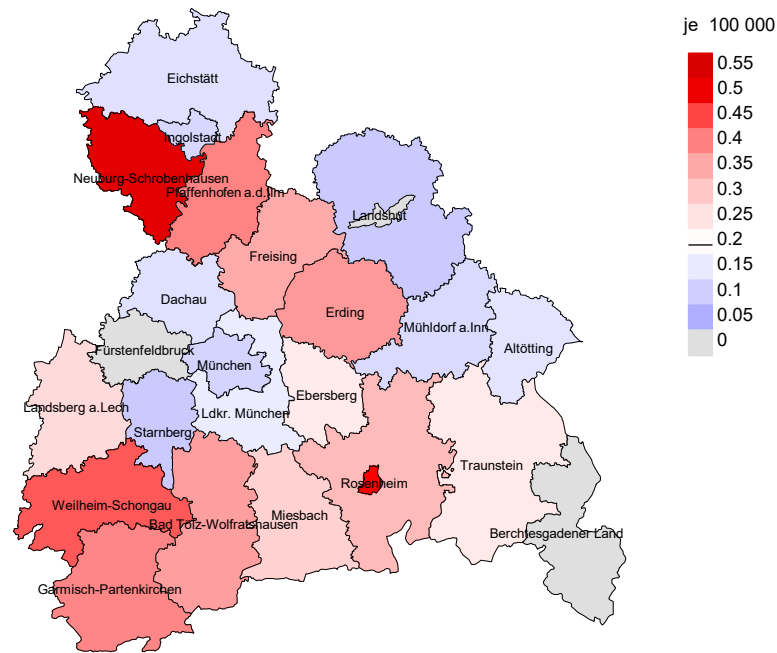 je 100 000
0.55
0.5
0.45
0.4
0.35
0.3
0.25
0.2
0.15
0.1
0.05
0
Eichstätt
Ingolstadt
Neuburg-Schrobenhausen
Pfaffenhofen a.d.Ilm
Landshut
Freising
Dachau
Erding
Mühldorf a.Inn
Altötting
Fürstenfeldbruck
München
Ebersberg
Landsberg a.Lech
Ldkr. München
Starnberg
Traunstein
Rosenheim
Weilheim-Schongau
Miesbach
Bad Tölz-Wolfratshausen
Berchtesgadener Land
Garmisch-Partenkirchen